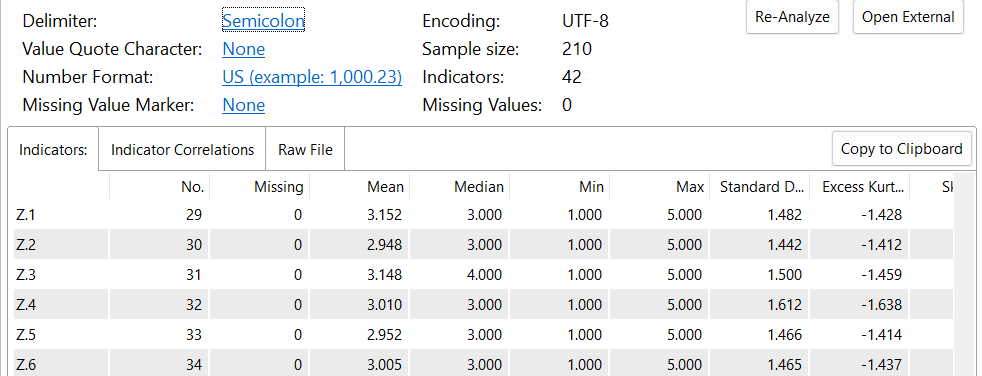 Delimiter: Semicolon Encoding: UTF-8 Re-Analyze Open External
Value Quote Character: None Sample size: 210
Number Format: US (example: 1,000.23) Indicators: 42
Missing Value Marker: None Missing Values: 0
Indicators: Indicator Correlations Raw File Copy to Clipboard
No. Missing Mean Median Min Max Standard D... Excess Kurt... Sk
Z.1 29 0 3.152 3.000 1.000 5.000 1.482 -1.428
Z.2 30 0 2.948 3.000 1.000 5.000 1.442 -1.412
Z.3 31 0 3.148 4.000 1.000 5.000 1.500 -1.459
Z.4 32 0 3.010 3.000 1.000 5.000 1.612 -1.638
Z.5 33 0 2.952 3.000 1.000 5.000 1.466 -1.414
Z.6 34 0 3.005 3.000 1.000 5.000 1.465 -1.437